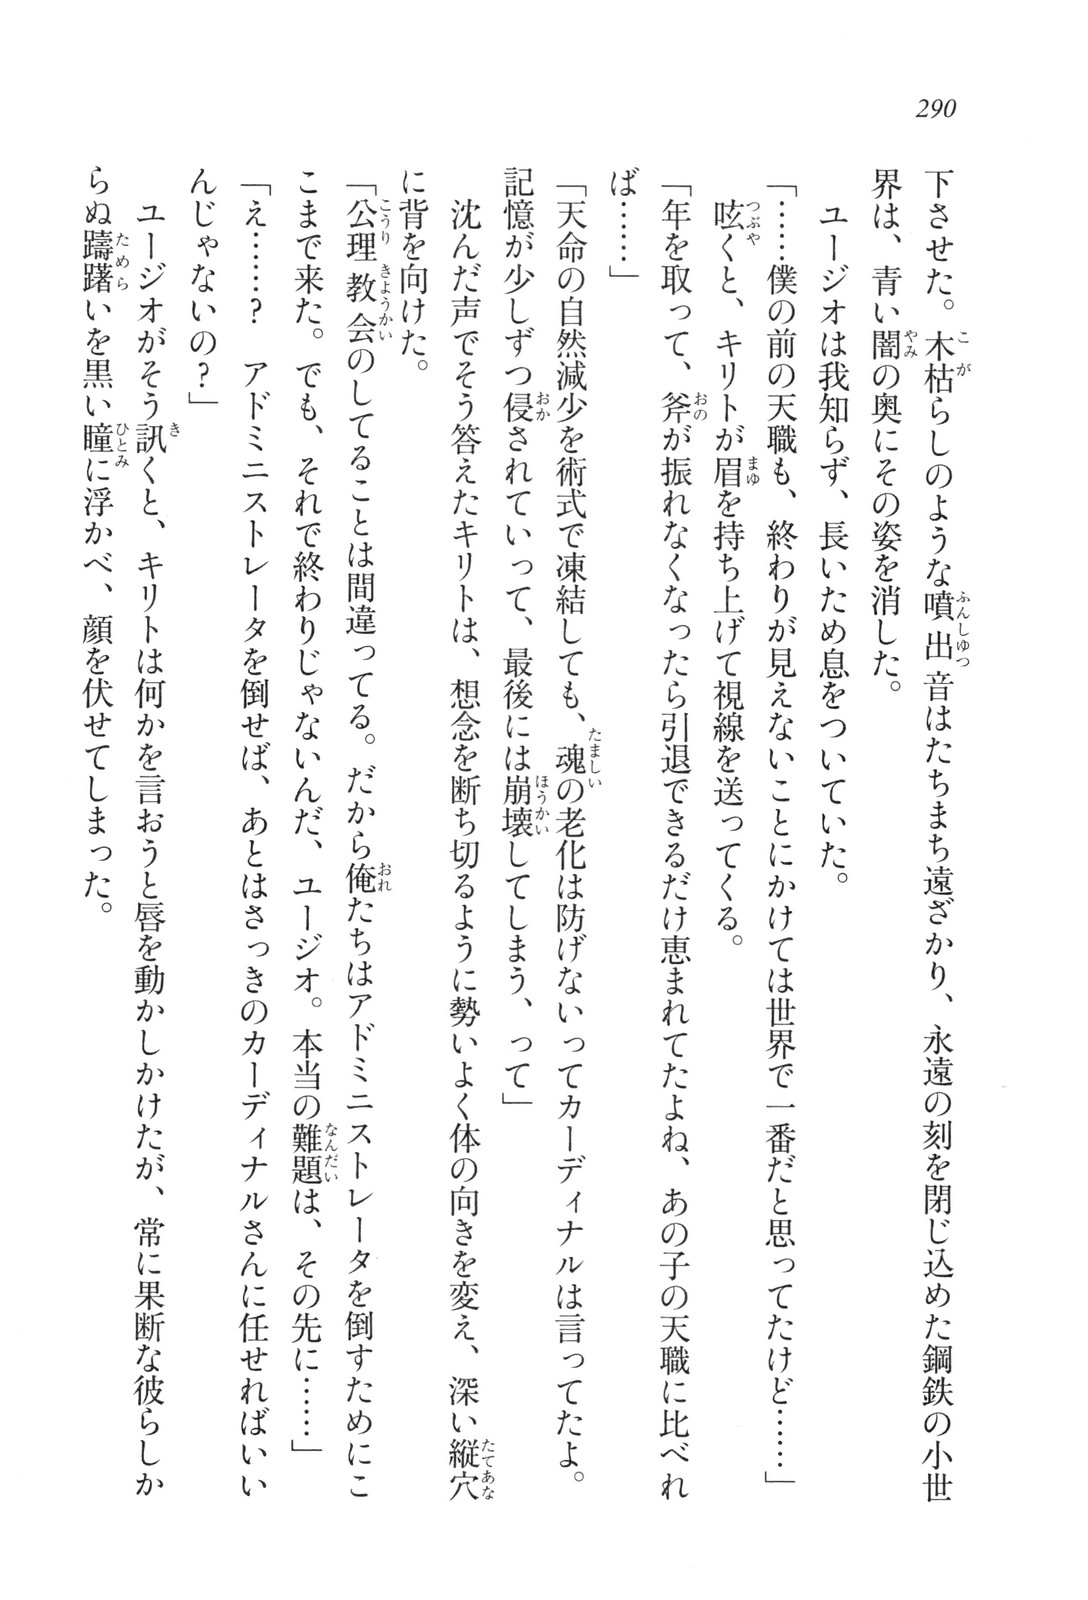 290
下させた。木枯らしのような噴出音はたちまち遠ざかり、永遠の刻を閉じ込めた鋼鉄の小世
界は、青い闇の奥にその姿を消した。
　ユージオは我知らず、長いため息をついていた。
「……僕の前の天職も、終わりが見えないことにかけては世界で一番だと思ってたけど……」
　呟くと、キリトが眉を持ち上げて視線を送ってくる。
「年を取って、斧が振れなくなったら引退できるだけ恵まれてたよね、あの子の天職に比べれ
ば……」
「天命の自然減少を術式で凍結しても、魂の老化は防げないってカーディナルは言ってたよ。
記憶が少しずつ侵されていって、最後には崩壊してしまう、って」
　沈んだ声でそう答えたキリトは、想念を断ち切るように勢いよく体の向きを変え、深い縦穴
に背を向けた。
「公理教会のしてることは間違ってる。だから俺たちはアドミニストレータを倒すためにこ
こまで来た。でも、それで終わりじゃないんだ、ユージオ。本当の難題は、その先に……」
「え……？　アドミニストレータを倒せば、あとはさっきのカーディナルさんに任せればいい
んじゃないの？」
　ユージオがそう訊くと、キリトは何かを言おうと唇を動かしかけたが、常に果断な彼らしか
らぬ躊躇いを黒い瞳に浮かべ、顔を伏せてしまった。